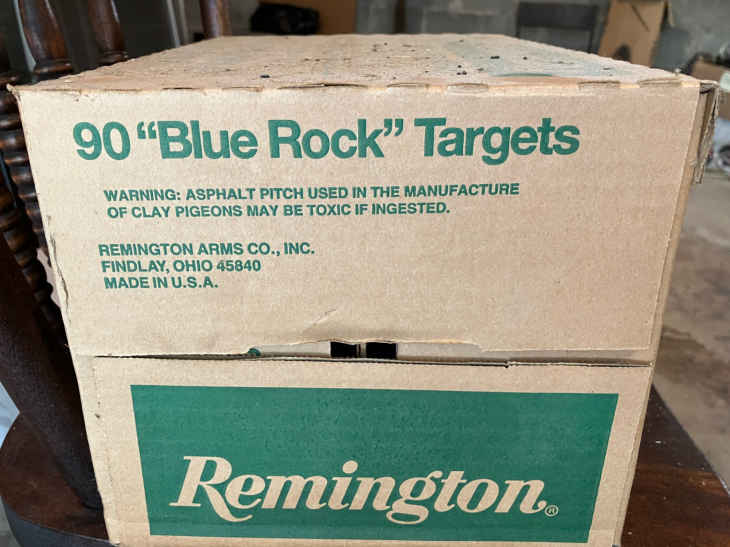 90 “Blue Rock” Targets
WARNING: ASPHALT PITCH USED IN THE MANUFACTURE
OF CLAY PIGEONS MAY BE TOXIC IF INGESTED.
REMINGTON ARMS CO., INC.
FINDLAY, OHIO 45840
MADE IN U.S.A.
Remington®